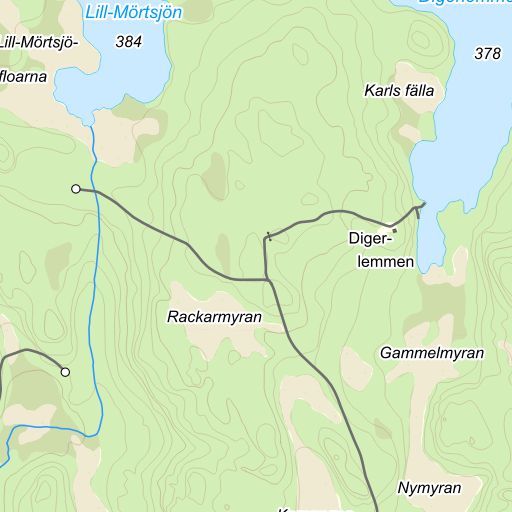 Lill-Mörtsjön
384
Lill-Mörtsjö-
floarna
378
Karls fälla
Diger-
lemmen
Rackarmyran
Gammelmyran
Nymyran